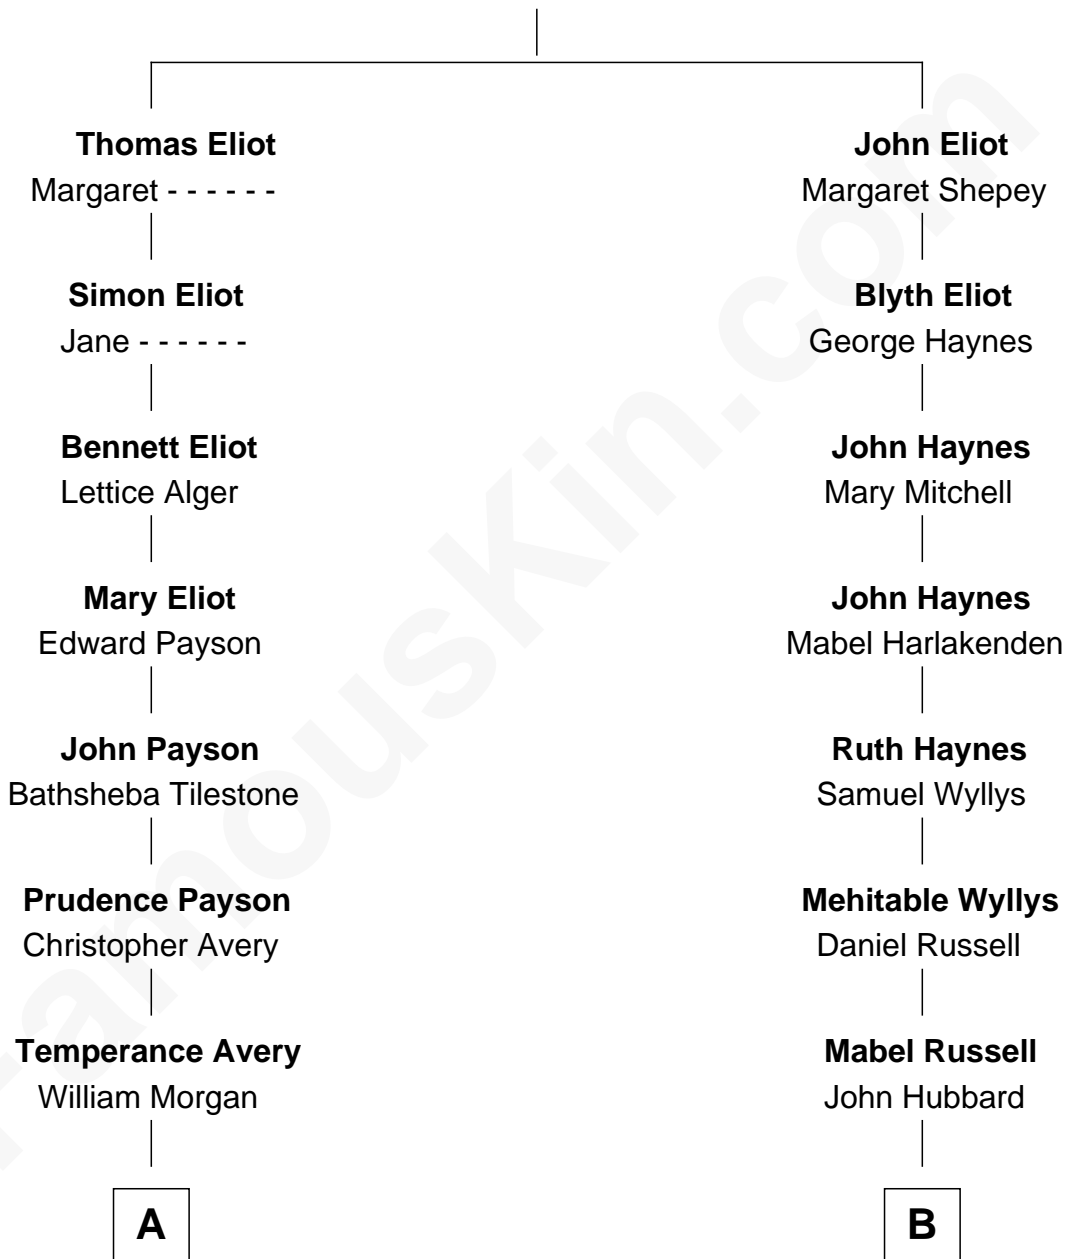 Thomas Eliot
Margaret - - - - - -
Simon Eliot
Jane - - - - - -
Bennett Eliot
Lettice Alger
Mary Eliot
Edward Payson
John Payson
Bathsheba Tilestone
Prudence Payson
Christopher Avery
Temperance Avery
William Morgan
A
John Eliot
Margaret Shepey
Blyth Eliot
George Haynes
John Haynes
Mary Mitchell
John Haynes
Mabel Harlakenden
Ruth Haynes
Samuel Wyllys
Mehitable Wyllys
Daniel Russell
Mabel Russell
John Hubbard
B
FamousKin.com